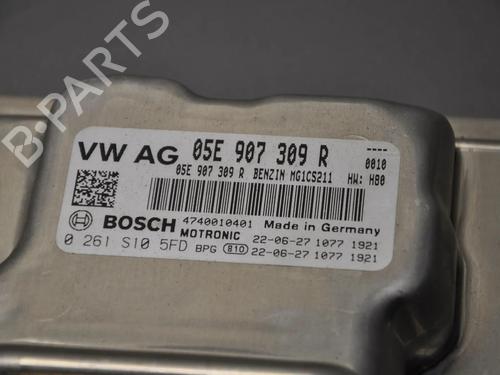 B-PARTS
VW AG 05E 907 309 R ----
05E 907 309 R BENZIN MG1CS211 0010
HW: H80
BOSCH 4740010401 Made in Germany
MOTRONIC 22-06-27 1077 1921
0 261 S10 5FD BPG 810 22-06-27 1077 1921